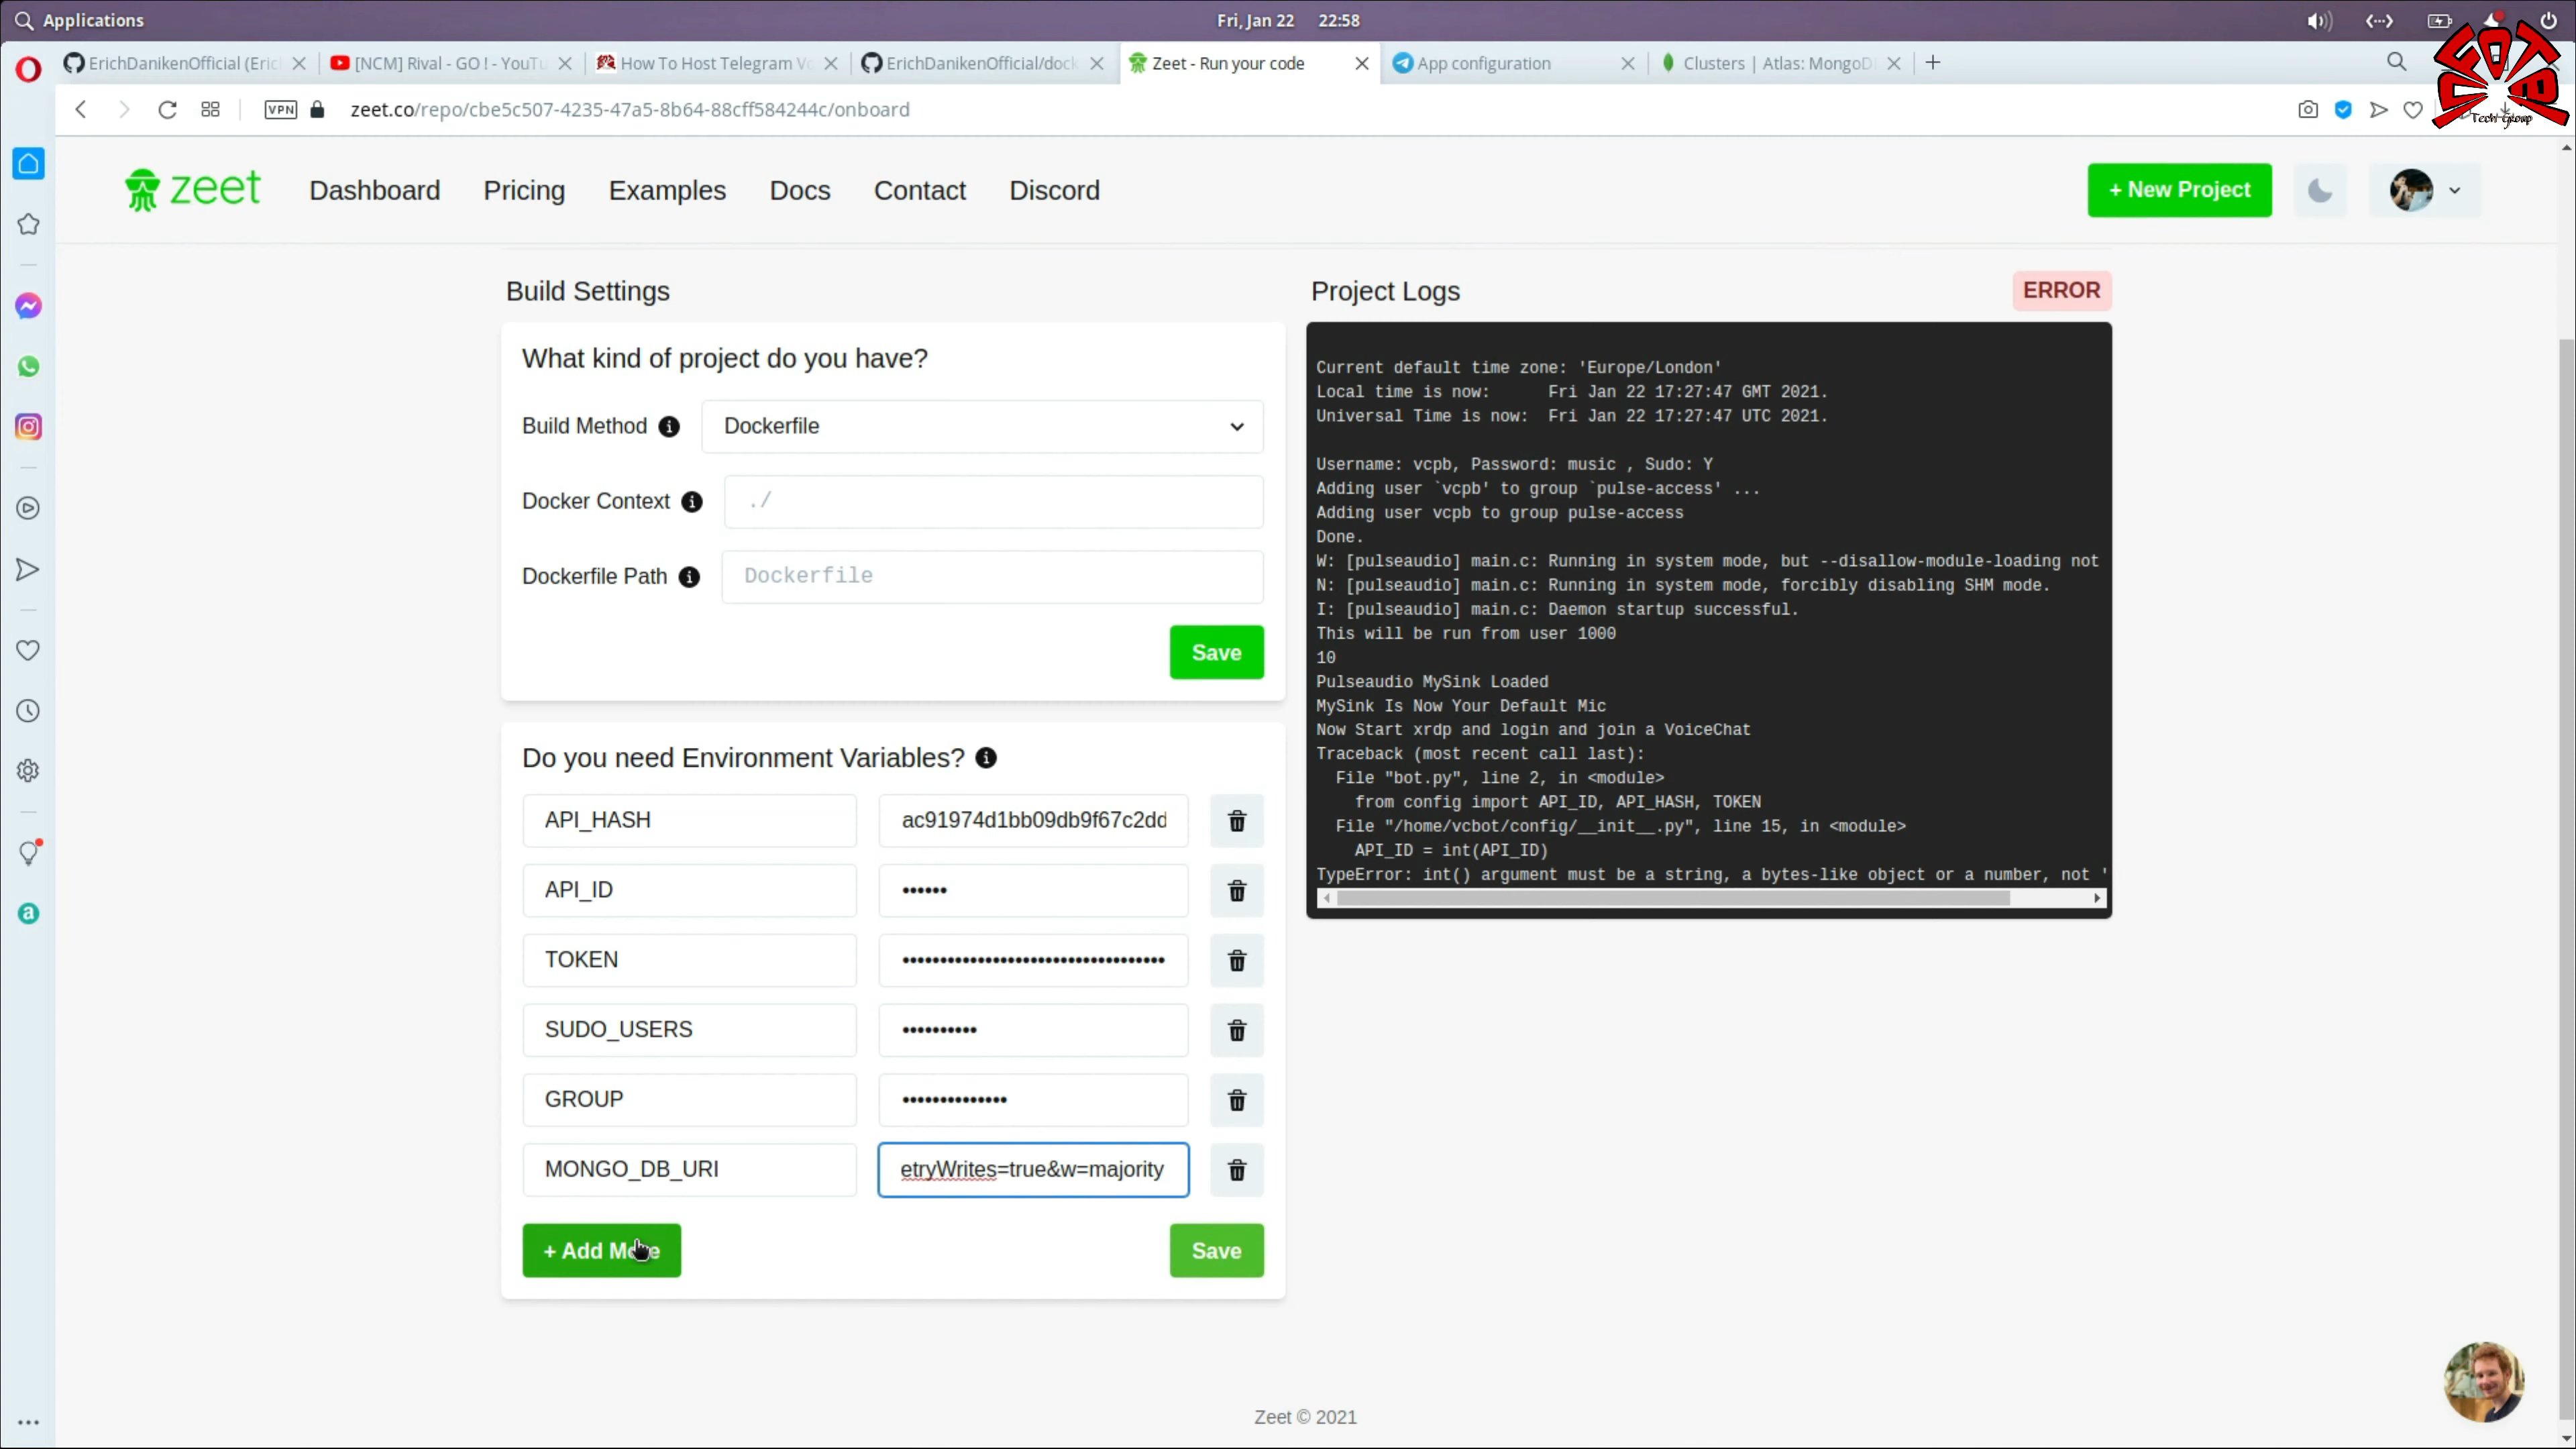 Applications
Fri, Jan 22 22:58
ErichDanikenOfficial (Eric
[NCM] Rival - GO ! - YouTu
How To Host Telegram Vo
ErichDanikenOfficial/dock
Zeet - Run your code
App configuration
Clusters | Atlas: MongoD
VPN
zeet.co/repo/cbe5c507-4235-47a5-8b64-88cff584244c/onboard
Tech Group
zeet
Dashboard
Pricing
Examples
Docs
Contact
Discord
+ New Project
Build Settings
What kind of project do you have?
Build Method
Dockerfile
Docker Context
./
Dockerfile Path
Dockerfile
Save
Do you need Environment Variables?
API_HASH
ac91974d1bb09db9f67c2dd
API_ID
••••••
TOKEN
•••••••••••••••••••••••••••••••••••
SUDO_USERS
••••••••••
GROUP
••••••••••••••
MONGO_DB_URI
etryWrites=true&w=majority
+ Add M
Save
Project Logs
ERROR
Current default time zone: 'Europe/London'
Local time is now:      Fri Jan 22 17:27:47 GMT 2021.
Universal Time is now:  Fri Jan 22 17:27:47 UTC 2021.
Username: vcpb, Password: music , Sudo: Y
Adding user `vcpb' to group `pulse-access' ...
Adding user vcpb to group pulse-access
Done.
W: [pulseaudio] main.c: Running in system mode, but --disallow-module-loading not
N: [pulseaudio] main.c: Running in system mode, forcibly disabling SHM mode.
I: [pulseaudio] main.c: Daemon startup successful.
This will be run from user 1000
10
Pulseaudio MySink Loaded
MySink Is Now Your Default Mic
Now Start xrdp and login and join a VoiceChat
Traceback (most recent call last):
  File "bot.py", line 2, in <module>
    from config import API_ID, API_HASH, TOKEN
  File "/home/vcbot/config/__init__.py", line 15, in <module>
    API_ID = int(API_ID)
TypeError: int() argument must be a string, a bytes-like object or a number, not '
Zeet © 2021